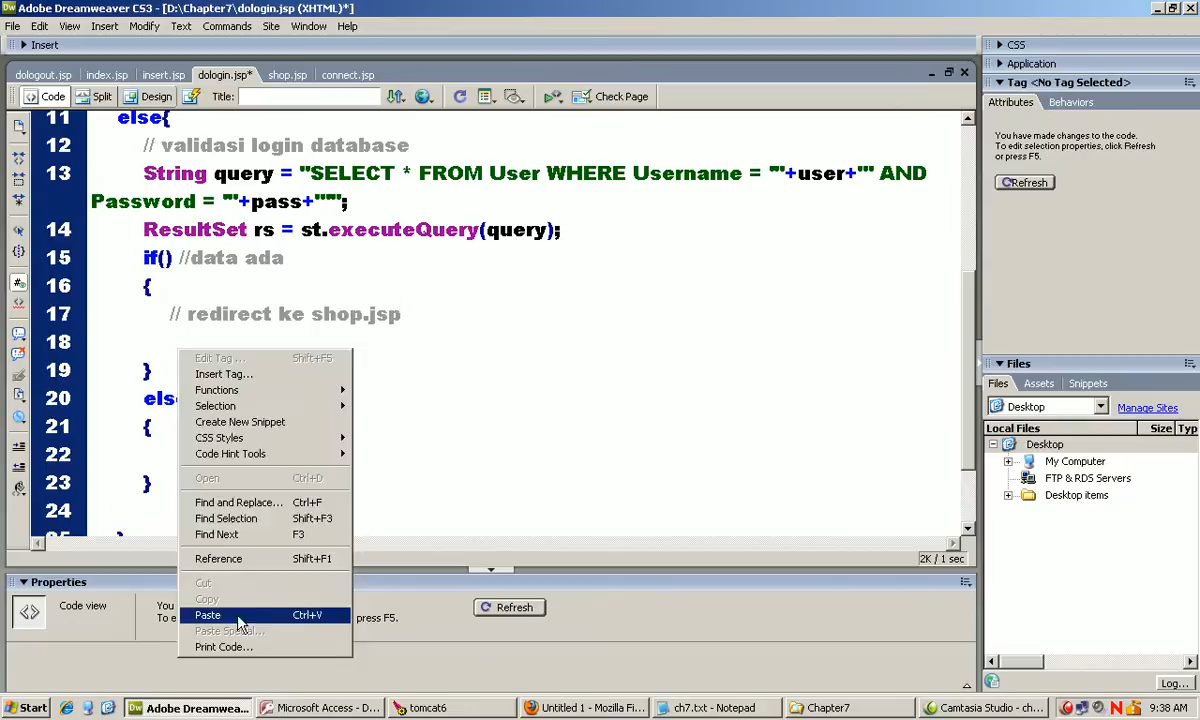 Adobe Dreamweaver CS3 - [D:\Chapter7\dologin.jsp (XHTML)*]
File Edit View Insert Modify Text Commands Site Window Help
Insert
dologout.jsp index.jsp insert.jsp dologin.jsp* shop.jsp connect.jsp
Code Split Design Title: Check Page
11 else{
12 // validasi login database
13 String query = "SELECT * FROM User WHERE Username = '"+user+"' AND
Password = '"+pass+"'";
14 ResultSet rs = st.executeQuery(query);
15 if() //data ada
16 {
17 // redirect ke shop.jsp
18
19 }
20 else
21 {
22
23 }
24
Edit Tag ... Shift+F5
Insert Tag...
Functions
Selection
Create New Snippet
CSS Styles
Code Hint Tools
Open Ctrl+D
Find and Replace... Ctrl+F
Find Selection Shift+F3
Find Next F3
Reference Shift+F1
Cut
Copy
Paste Ctrl+V
Paste Special...
Print Code...
2K / 1 sec
Properties
Code view
You
To e
press F5.
Refresh
CSS
Application
Tag <No Tag Selected>
Attributes Behaviors
You have made changes to the code.
To edit selection properties, click Refresh
or press F5.
Refresh
Files
Files Assets Snippets
Desktop Manage Sites
Local Files Size Typ
Desktop
My Computer
FTP & RDS Servers
Desktop items
Log...
Start Dw Adobe Dreamweav... Microsoft Access - D... tomcat6 Untitled 1 - Mozilla Fi... ch7.txt - Notepad Chapter7 Camtasia Studio - ch... 9:38 AM